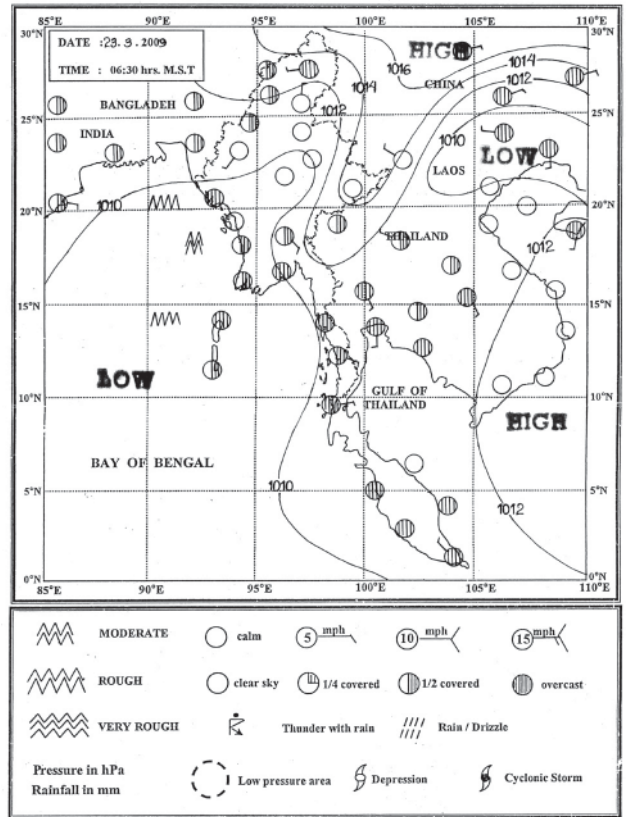 DATE : 23.9.2009
TIME : 06:30 hrs. M.S.T
HIGH
CHINA
1016
1014
1012
1014
1012
1010
BANGLADESH
INDIA
LOW
LAOS
1010
1012
THAILAND
30°N
25°N
20°N
15°N
10°N
5°N
0°N
30°N
25°N
20°N
15°N
10°N
5°N
0°N
LOW
GULF OF
THAILAND
HIGH
BAY OF BENGAL
1010
1012
85°E 90°E 95°E 100°E 105°E 110°E
85°E 90°E 95°E 100°E 105°E 110°E
MODERATE calm 5 mph 10 mph 15 mph
ROUGH clear sky 1/4 covered 1/2 covered overcast
VERY ROUGH Thunder with rain Rain / Drizzle
Pressure in hPa
Rainfall in mm
Low pressure area Depression Cyclonic Storm